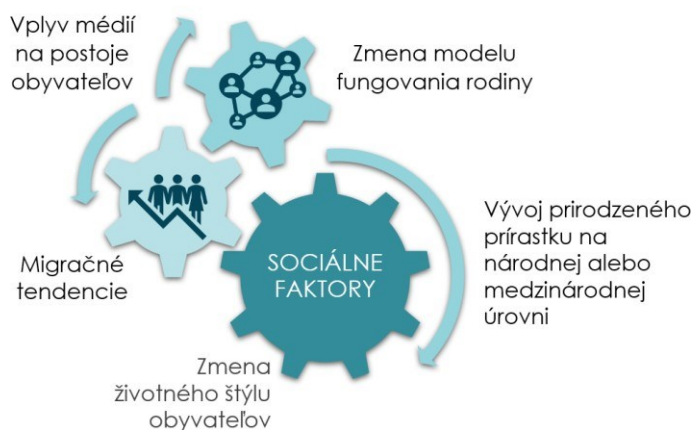 Vplyv médií
na postoje
obyvateľov
Zmena modelu
fungovania rodiny
Migračné
tendencie
SOCIÁLNE
FAKTORY
Vývoj prirodzeného
prírastku na
národnej alebo
medzinárodnej
úrovni
Zmena
životného štýlu
obyvateľov